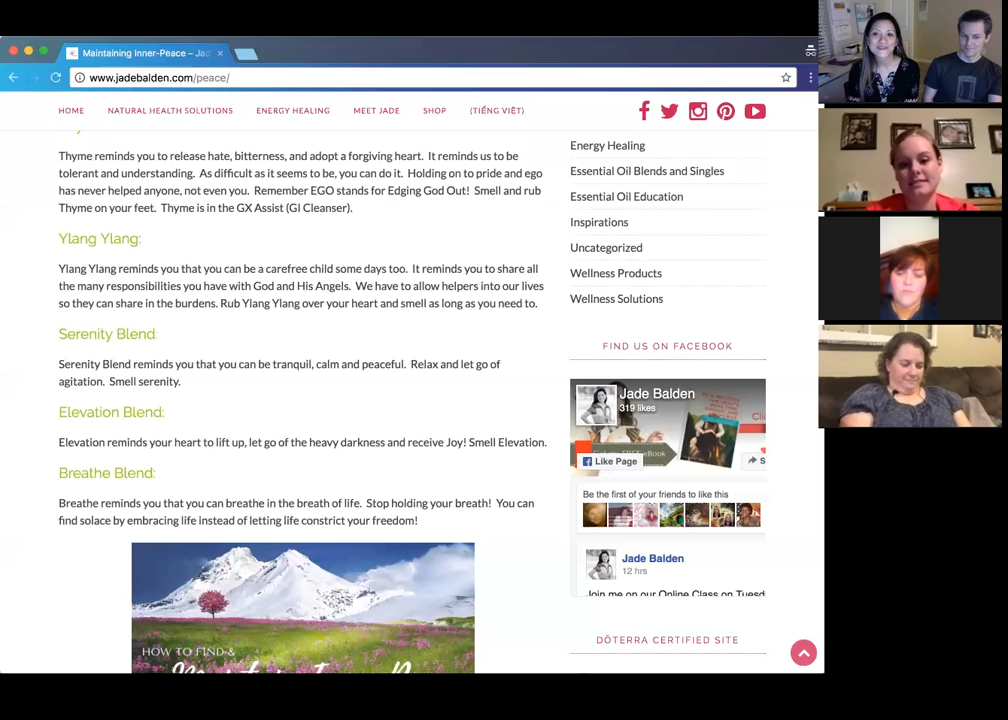 Maintaining Inner-Peace – Jad
www.jadebalden.com/peace/
HOME
NATURAL HEALTH SOLUTIONS
ENERGY HEALING
MEET JADE
SHOP
(TIẾNG VIỆT)
Thyme reminds you to release hate, bitterness, and adopt a forgiving heart. It reminds us to be
tolerant and understanding. As difficult as it seems to be, you can do it. Holding on to pride and ego
has never helped anyone, not even you. Remember EGO stands for Edging God Out! Smell and rub
Thyme on your feet. Thyme is in the GX Assist (GI Cleanser).
Ylang Ylang:
Ylang Ylang reminds you that you can be a carefree child some days too. It reminds you to share all
the many responsibilities you have with God and His Angels. We have to allow helpers into our lives
so they can share in the burdens. Rub Ylang Ylang over your heart and smell as long as you need to.
Serenity Blend:
Serenity Blend reminds you that you can be tranquil, calm and peaceful. Relax and let go of
agitation. Smell serenity.
Elevation Blend:
Elevation reminds your heart to lift up, let go of the heavy darkness and receive Joy! Smell Elevation.
Breathe Blend:
Breathe reminds you that you can breathe in the breath of life. Stop holding your breath! You can
find solace by embracing life instead of letting life constrict your freedom!
HOW TO FIND &
Energy Healing
Essential Oil Blends and Singles
Essential Oil Education
Inspirations
Uncategorized
Wellness Products
Wellness Solutions
FIND US ON FACEBOOK
Jade Balden
319 likes
Like Page
S
Be the first of your friends to like this
Jade Balden
12 hrs
Join me on our Online Class on Tuesd
DŌTERRA CERTIFIED SITE